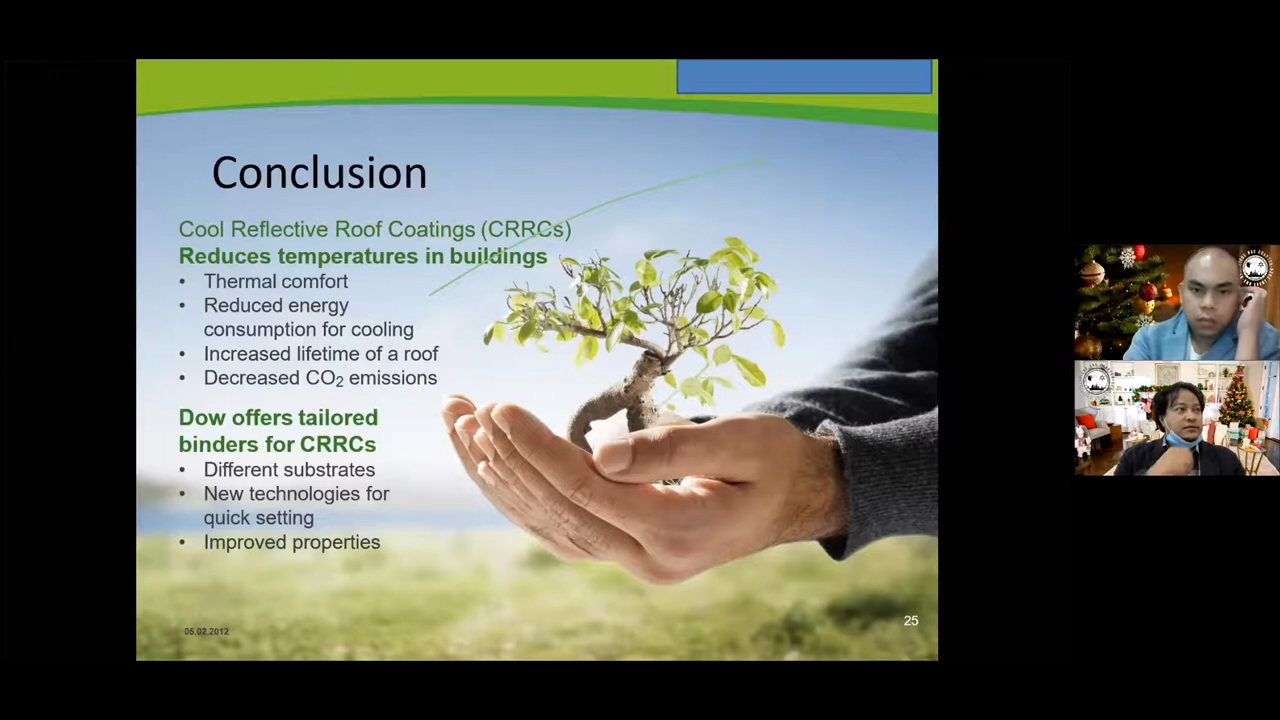 Conclusion
Cool Reflective Roof Coatings (CRRCs)
Reduces temperatures in buildings
• Thermal comfort
• Reduced energy
consumption for cooling
• Increased lifetime of a roof
• Decreased CO₂ emissions
Dow offers tailored
binders for CRRCs
• Different substrates
• New technologies for
quick setting
• Improved properties
05.02.2012
25